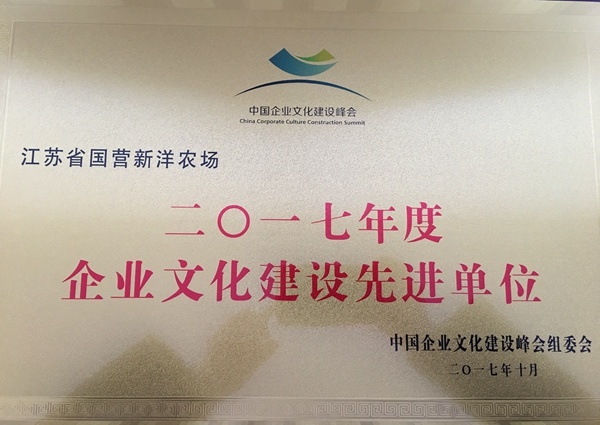 中国企业文化建设峰会
China Corporate Culture Construction Summit
江苏省国营新洋农场
二〇一七年度
企业文化建设先进单位
中国企业文化建设峰会组委会
二〇一七年十月